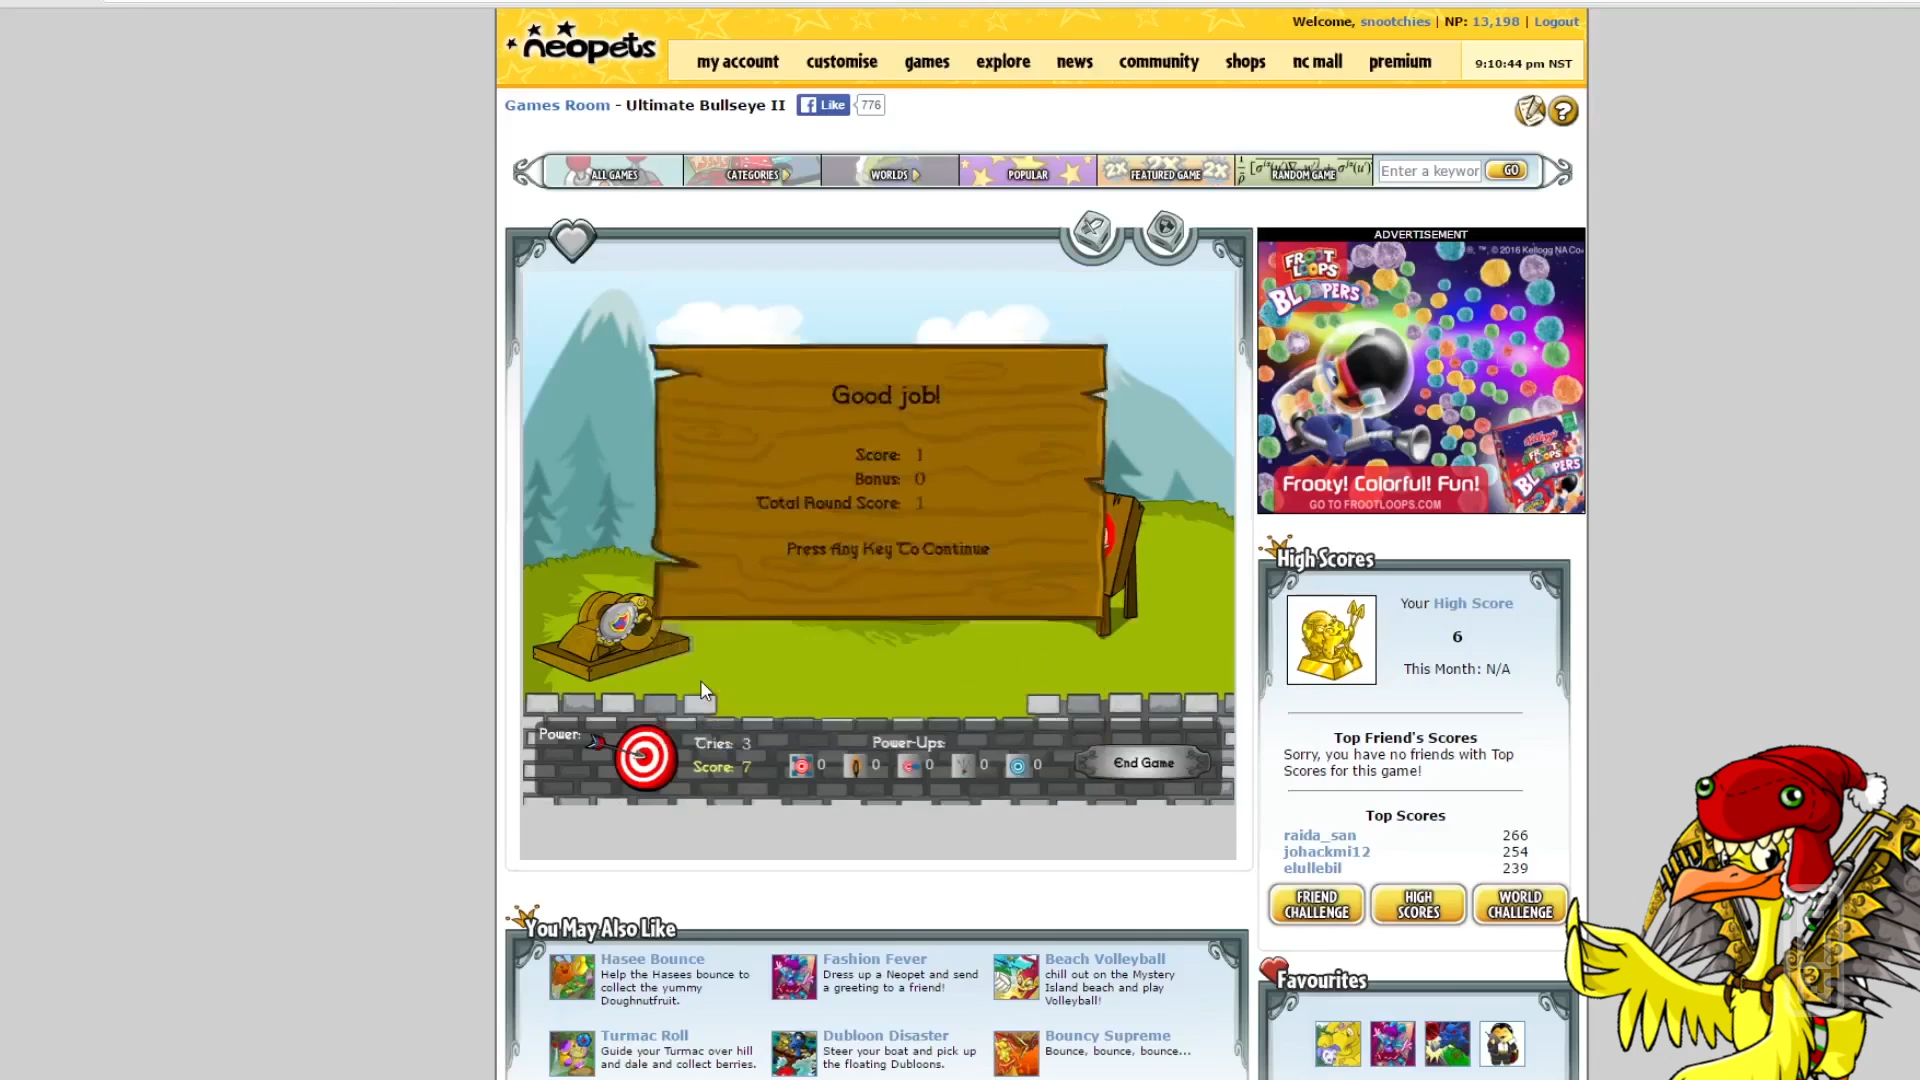 neopets
Welcome, snootchies | NP: 13,198 | Logout
my account customise games explore news community shops nc mall premium
9:10:44 pm NST
Games Room - Ultimate Bullseye II
Like 776
ALL GAMES CATEGORIES WORLDS POPULAR 2X 2X 2X FEATURED GAME RANDOM GAME Enter a keywor GO
ADVERTISEMENT
©2016 Kellogg NA Co
FROOT
LOOPS
BLOOPERS
Frooty! Colorful! Fun!
GO TO FROOTLOOPS.COM
Good job!
Score: 1
Bonus: 0
Total Round Score: 1
Press Any Key To Continue
Power:
Tries: 3
Score: 7
Power-Ups:
0 0 0 0 0
End Game
High Scores
Your High Score
6
This Month: N/A
Top Friend's Scores
Sorry, you have no friends with Top
Scores for this game!
Top Scores
raida_san 266
johackmi12 254
elullebil 239
FRIEND
CHALLENGE
HIGH
SCORES
WORLD
CHALLENGE
You May Also Like
Hasee Bounce
Help the Hasees bounce to
collect the yummy
Doughnutfruit.
Fashion Fever
Dress up a Neopet and send
a greeting to a friend!
Beach Volleyball
chill out on the Mystery
Island beach and play
Volleyball!
Turmac Roll
Guide your Turmac over hill
and dale and collect berries.
Dubloon Disaster
Steer your boat and pick up
the floating Dubloons.
Bouncy Supreme
Bounce, bounce, bounce...
Favourites